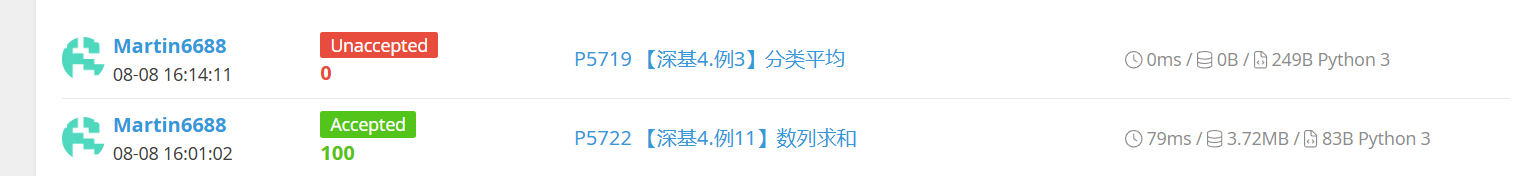 Martin6688 Unaccepted P5719 【深基4.例3】分类平均 0ms / 0B / 249B Python 3
08-08 16:14:11 0
Martin6688 Accepted P5722 【深基4.例11】数列求和 79ms / 3.72MB / 83B Python 3
08-08 16:01:02 100